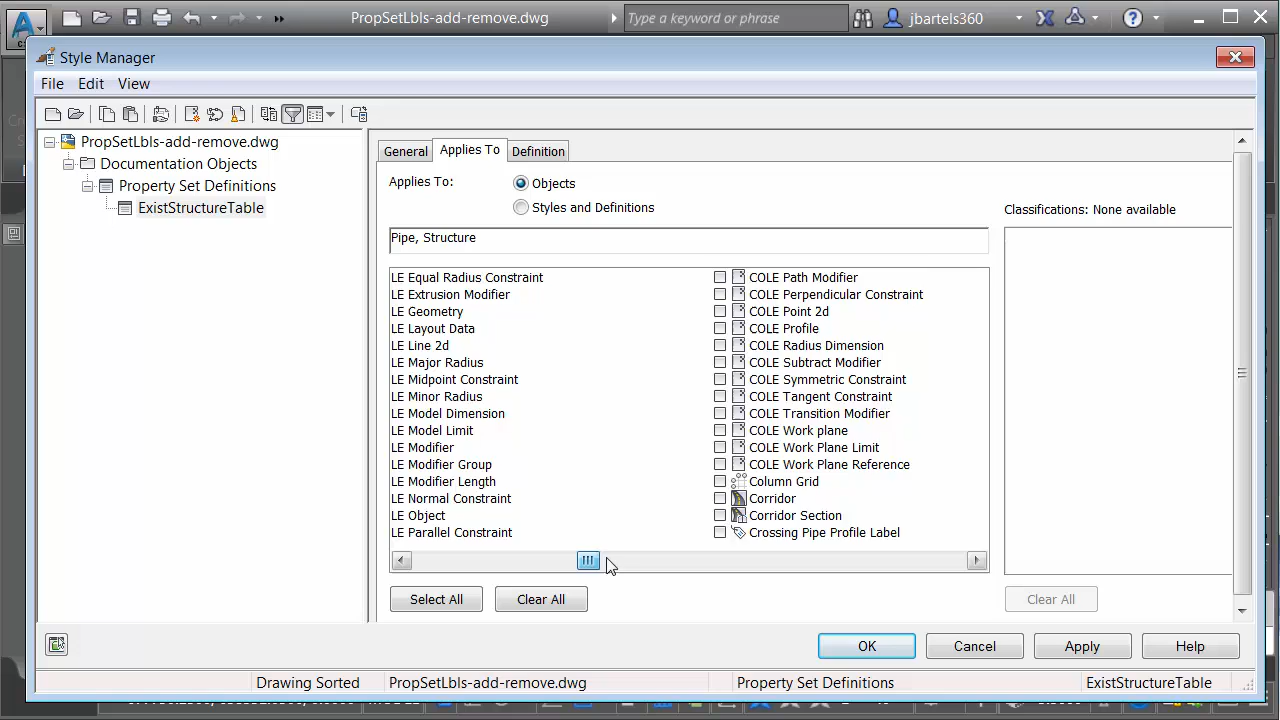 PropSetLbls-add-remove.dwg
Type a keyword or phrase
jbartels360
Style Manager
File Edit View
PropSetLbls-add-remove.dwg
Documentation Objects
Property Set Definitions
ExistStructureTable
General Applies To Definition
Applies To: Objects
Styles and Definitions
Classifications: None available
Pipe, Structure
LE Equal Radius Constraint COLE Path Modifier
LE Extrusion Modifier COLE Perpendicular Constraint
LE Geometry COLE Point 2d
LE Layout Data COLE Profile
LE Line 2d COLE Radius Dimension
LE Major Radius COLE Subtract Modifier
LE Midpoint Constraint COLE Symmetric Constraint
LE Minor Radius COLE Tangent Constraint
LE Model Dimension COLE Transition Modifier
LE Model Limit COLE Work plane
LE Modifier COLE Work Plane Limit
LE Modifier Group COLE Work Plane Reference
LE Modifier Length Column Grid
LE Normal Constraint Corridor
LE Object Corridor Section
LE Parallel Constraint Crossing Pipe Profile Label
Select All Clear All Clear All
OK Cancel Apply Help
Drawing Sorted PropSetLbls-add-remove.dwg Property Set Definitions ExistStructureTable